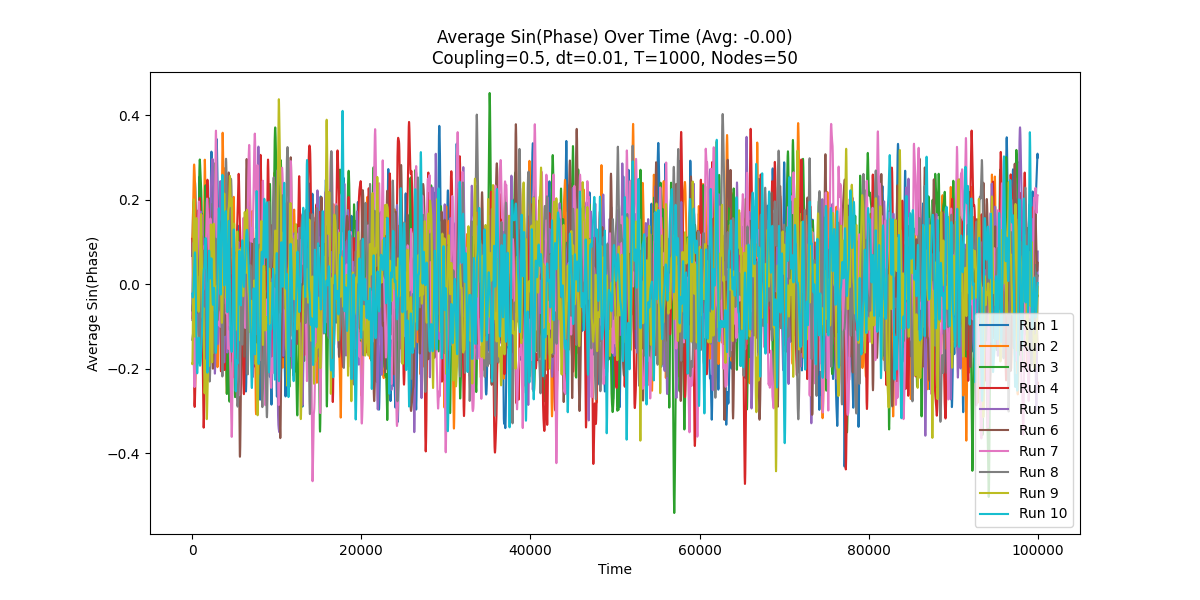 Average Sin(Phase) Over Time (Avg: -0.00)
Coupling=0.5, dt=0.01, T=1000, Nodes=50
Average Sin(Phase)
0.4
0.2
0.0
−0.2
−0.4
0
20000
40000
60000
80000
100000
Time
Run 1
Run 2
Run 3
Run 4
Run 5
Run 6
Run 7
Run 8
Run 9
Run 10